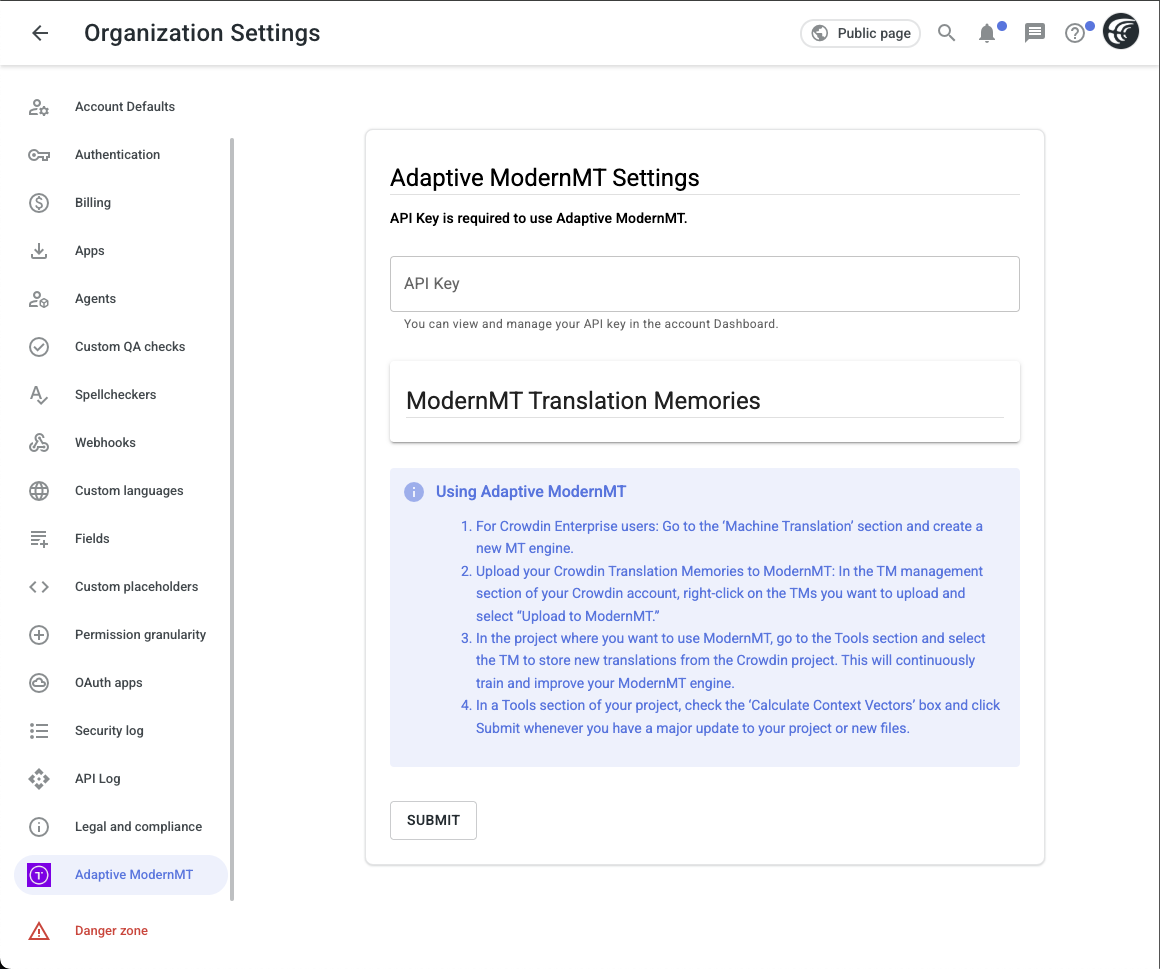 Organization Settings
Public page
Account Defaults
Authentication
Billing
Apps
Agents
Custom QA checks
Spellcheckers
Webhooks
Custom languages
Fields
Custom placeholders
Permission granularity
OAuth apps
Security log
API Log
Legal and compliance
Adaptive ModernMT
Danger zone
Adaptive ModernMT Settings
API Key is required to use Adaptive ModernMT.
API Key
You can view and manage your API key in the account Dashboard.
ModernMT Translation Memories
Using Adaptive ModernMT
1. For Crowdin Enterprise users: Go to the ‘Machine Translation’ section and create a
new MT engine.
2. Upload your Crowdin Translation Memories to ModernMT: In the TM management
section of your Crowdin account, right-click on the TMs you want to upload and
select “Upload to ModernMT.”
3. In the project where you want to use ModernMT, go to the Tools section and select
the TM to store new translations from the Crowdin project. This will continuously
train and improve your ModernMT engine.
4. In a Tools section of your project, check the ‘Calculate Context Vectors’ box and click
Submit whenever you have a major update to your project or new files.
SUBMIT